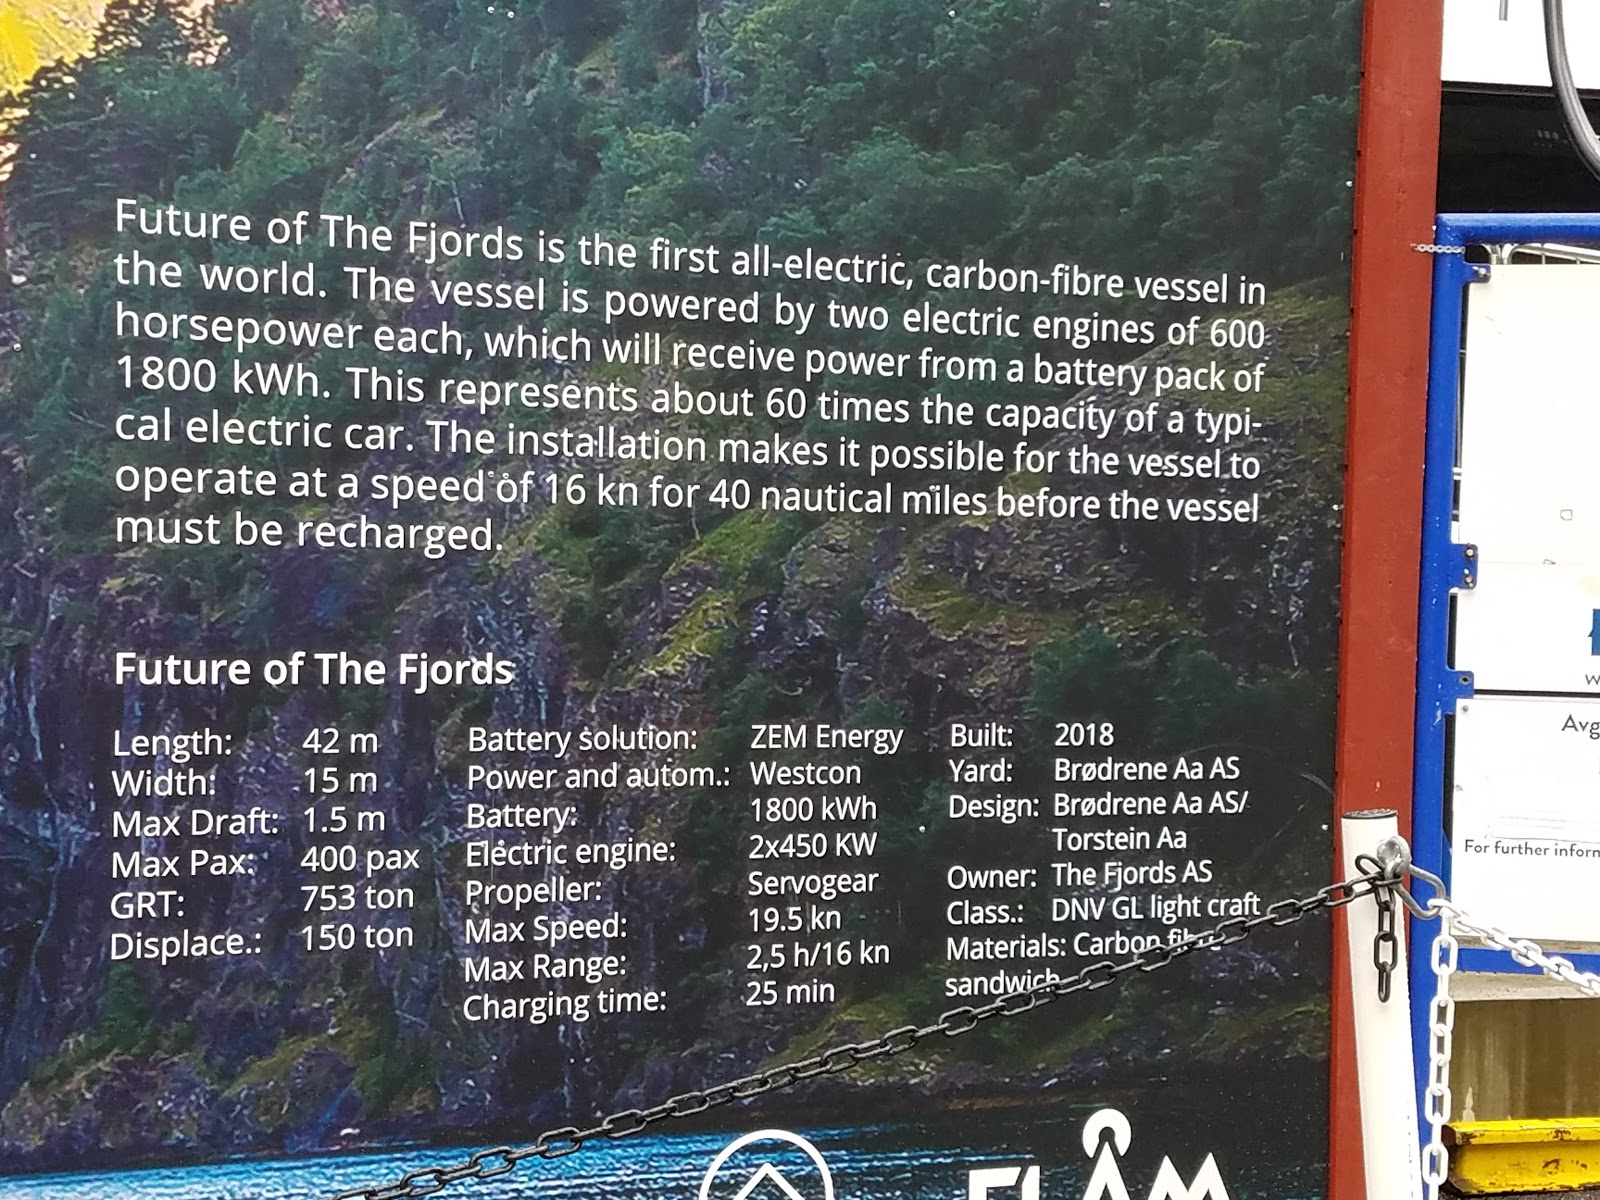 Future of The Fjords is the first all-electric, carbon-fibre vessel in
the world. The vessel is powered by two electric engines of 600
horsepower each, which will receive power from a battery pack of
1800 kWh. This represents about 60 times the capacity of a typi-
cal electric car. The installation makes it possible for the vessel to
operate at a speed of 16 kn for 40 nautical miles before the vessel
must be recharged.
Future of The Fjords
Length: 42 m
Width: 15 m
Max Draft: 1.5 m
Max Pax: 400 pax
GRT: 753 ton
Displace.: 150 ton
Battery solution: ZEM Energy
Power and autom.: Westcon
Battery: 1800 kWh
Electric engine: 2x450 KW
Propeller: Servogear
Max Speed: 19.5 kn
Max Range: 2,5 h/16 kn
Charging time: 25 min
Built: 2018
Yard: Brødrene Aa AS
Design: Brødrene Aa AS/
Torstein Aa
Owner: The Fjords AS
Class.: DNV GL light craft
Materials: Carbon fibre
sandwich
FLÅM
Avg
For further inform